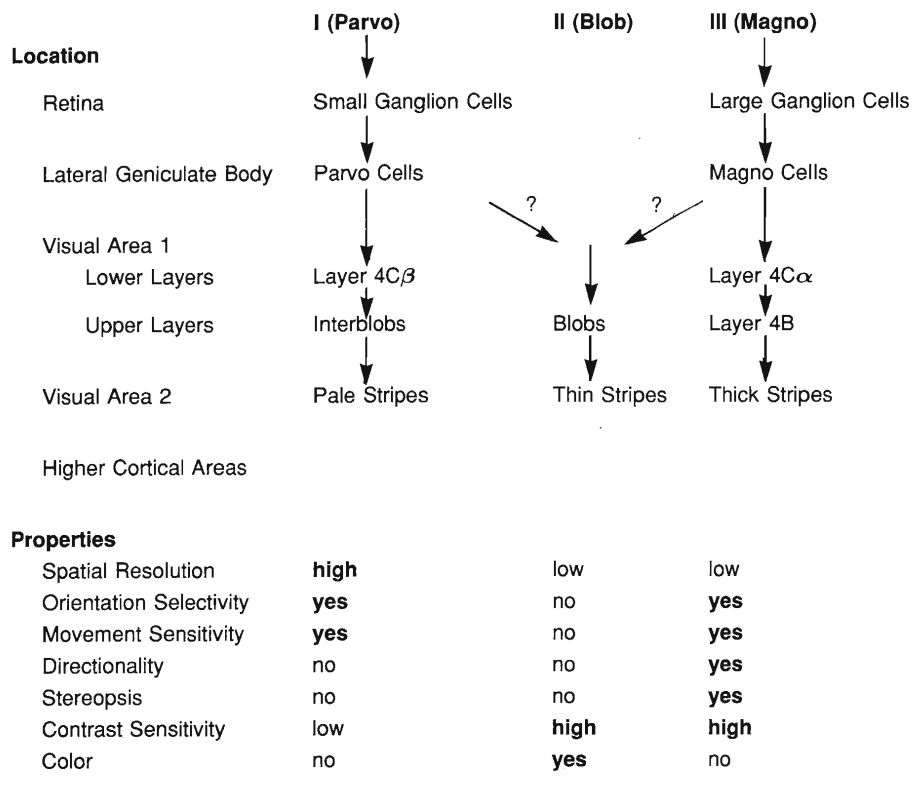 I (Parvo) II (Blob) III (Magno)
Location
Retina Small Ganglion Cells Large Ganglion Cells
Lateral Geniculate Body Parvo Cells Magno Cells
? ?
Visual Area 1
Lower Layers Layer 4Cβ Layer 4Cα
Upper Layers Interblobs Blobs Layer 4B
Visual Area 2 Pale Stripes Thin Stripes Thick Stripes
Higher Cortical Areas
Properties
Spatial Resolution high low low
Orientation Selectivity yes no yes
Movement Sensitivity yes no yes
Directionality no no yes
Stereopsis no no yes
Contrast Sensitivity low high high
Color no yes no